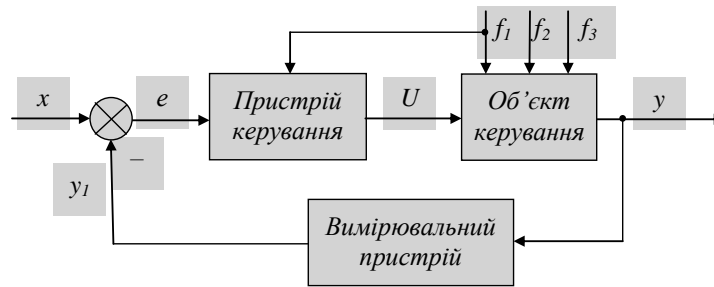 f₁ f₂ f₃
x
e
Пристрій
керування
U
Об’єкт
керування
y
–
y₁
Вимірювальний
пристрій